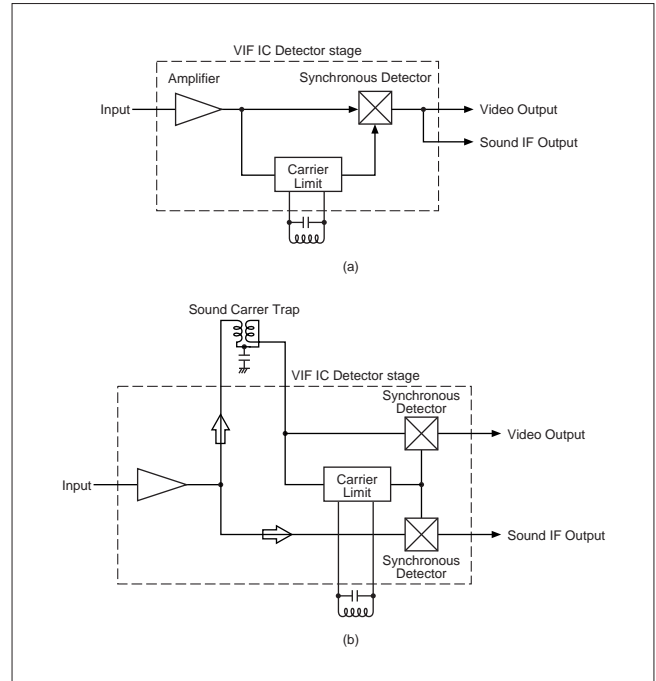 VIF IC Detector stage
Amplifier
Synchronous Detector
Input
Video Output
Sound IF Output
Carrier
Limit
(a)
Sound Carrer Trap
VIF IC Detector stage
Synchronous
Detector
Video Output
Input
Carrier
Limit
Sound IF Output
Synchronous
Detector
(b)